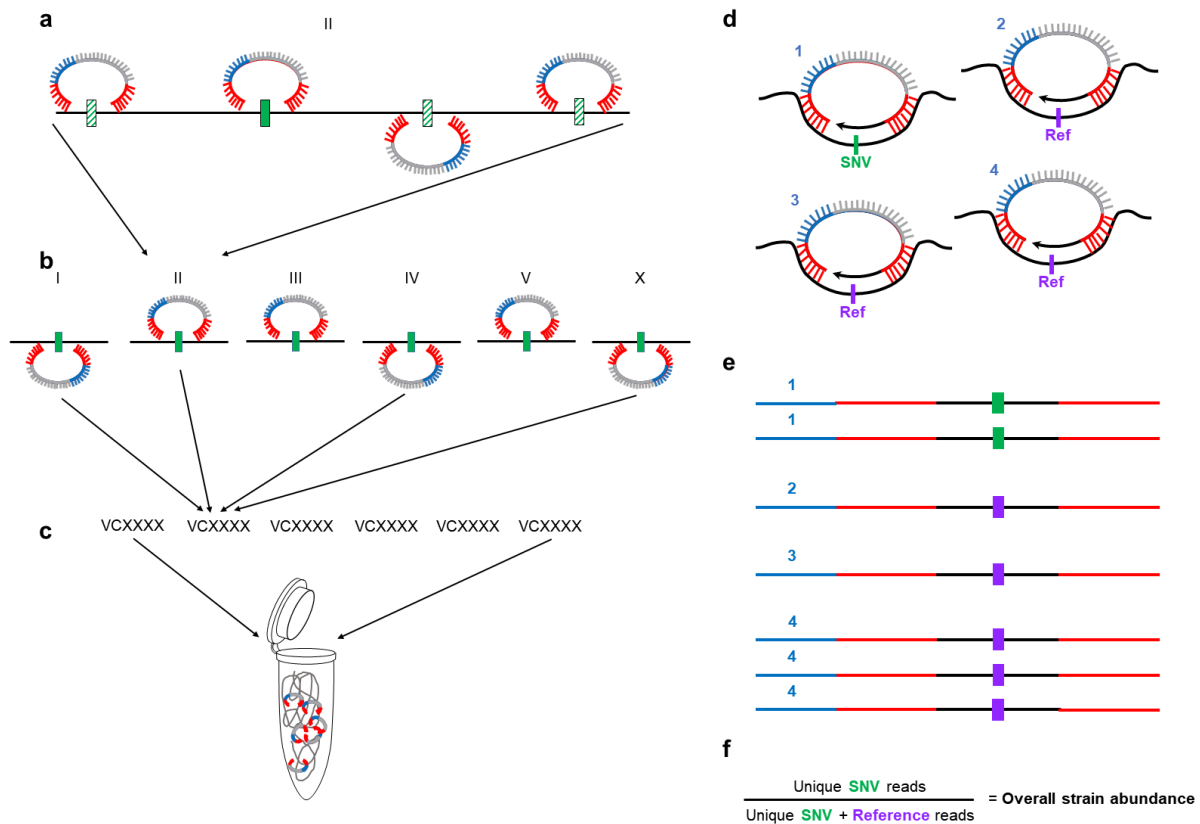 a
II
b
I II III IV V X
c
VCXXXX VCXXXX VCXXXX VCXXXX VCXXXX VCXXXX
d
1
SNV
2
Ref
3
Ref
4
Ref
e
1
1
2
3
4
4
4
f
Unique SNV reads
Unique SNV + Reference reads
= Overall strain abundance